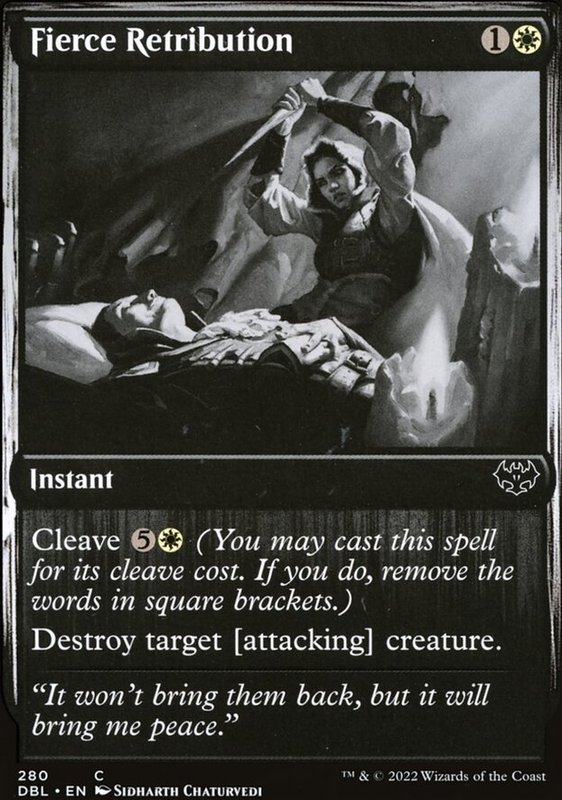 Fierce Retribution 1
Instant
Cleave 5 (You may cast this spell
for its cleave cost. If you do, remove the
words in square brackets.)
Destroy target [attacking] creature.
“It won’t bring them back, but it will
bring me peace.”
280 C
DBL • EN Sidharth Chaturvedi
™ & © 2022 Wizards of the Coast